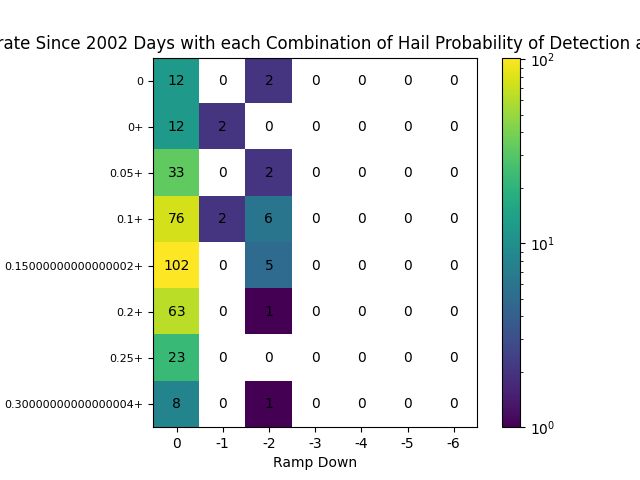 rate Since 2002 Days with each Combination of Hail Probability of Detection a
0 12 0 2 0 0 0 0
0+ 12 2 0 0 0 0 0
0.05+ 33 0 2 0 0 0 0
0.1+ 76 2 6 0 0 0 0
0.15000000000000002+ 102 0 5 0 0 0 0
0.2+ 63 0 1 0 0 0 0
0.25+ 23 0 0 0 0 0 0
0.30000000000000004+ 8 0 1 0 0 0 0
0 -1 -2 -3 -4 -5 -6
Ramp Down
10²
10¹
10⁰